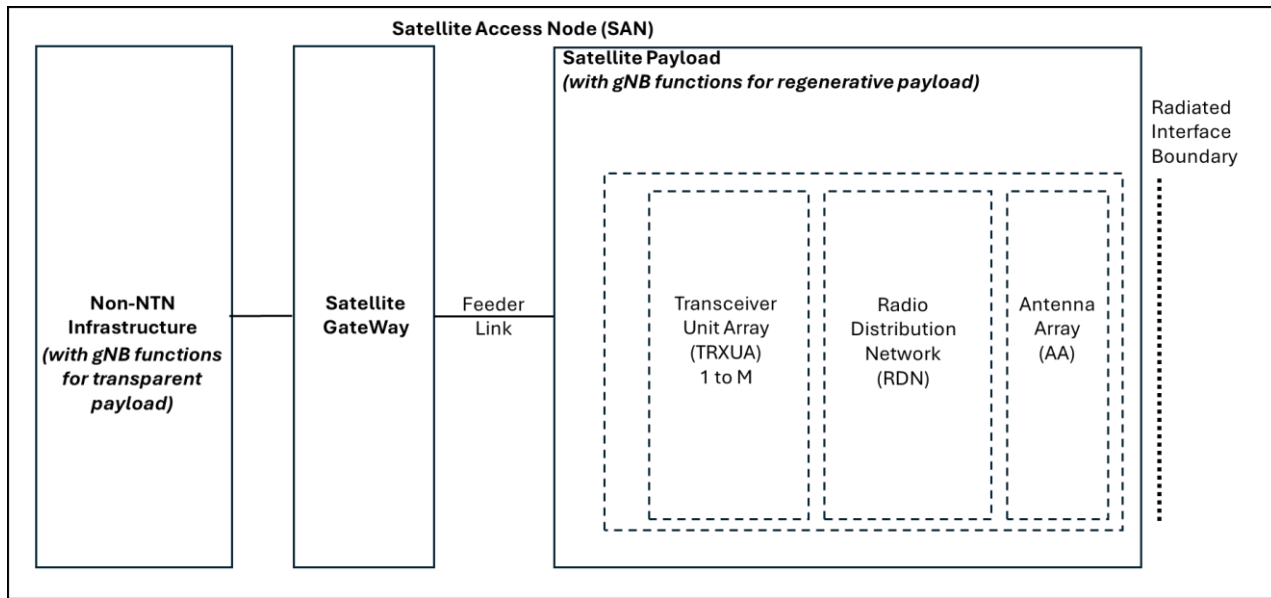 Satellite Access Node (SAN)
Satellite Payload
(with gNB functions for regenerative payload)
Radiated
Interface
Boundary
Non-NTN
Infrastructure
(with gNB functions
for transparent
payload)
Satellite
GateWay
Feeder
Link
Transceiver
Unit Array
(TRXUA)
1 to M
Radio
Distribution
Network
(RDN)
Antenna
Array
(AA)